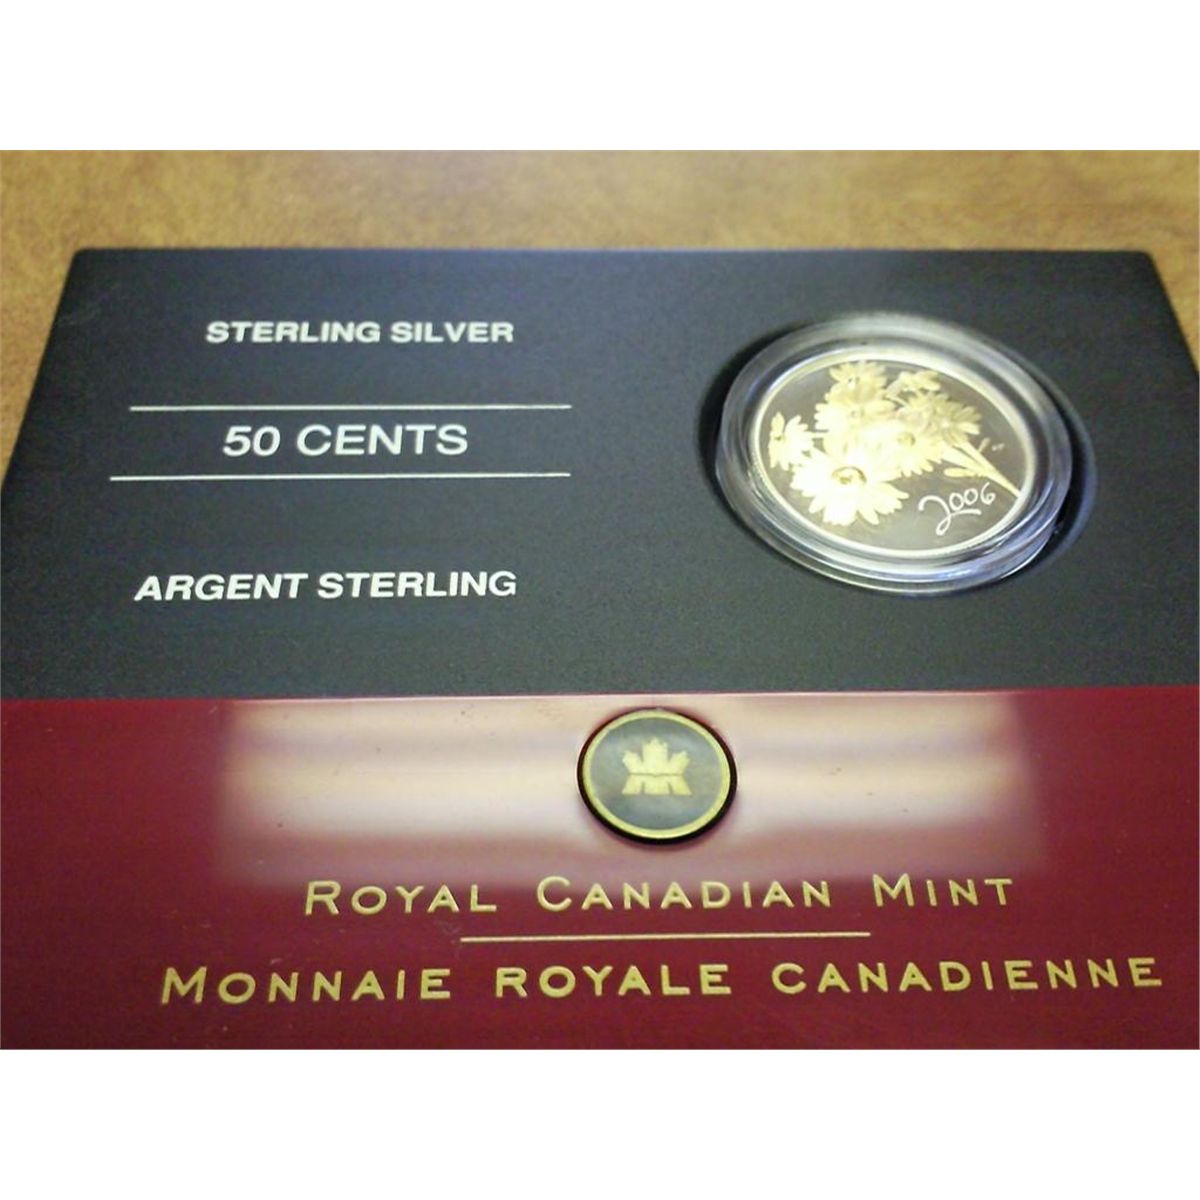 STERLING SILVER
50 CENTS
ARGENT STERLING
2006
ROYAL CANADIAN MINT
MONNAIE ROYALE CANADIENNE